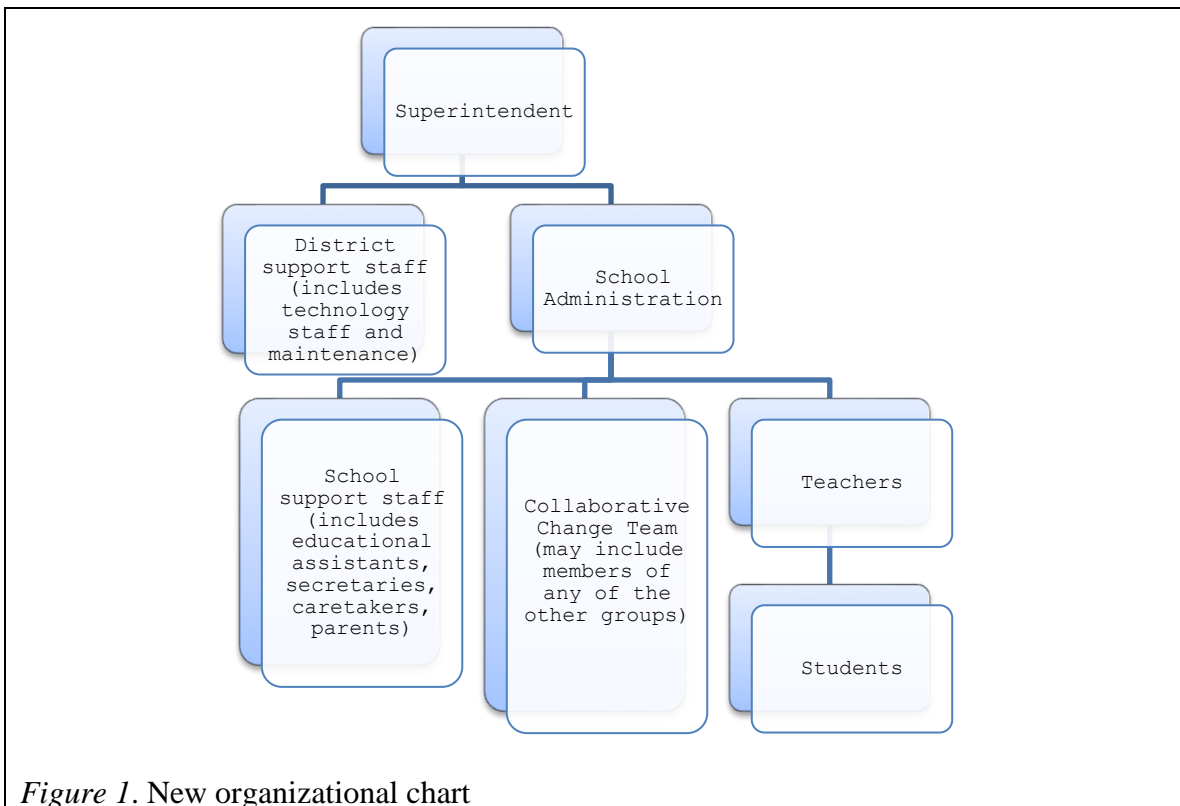 Superintendent
District
support staff
(includes
technology
staff and
maintenance)
School
Administration
School
support staff
(includes
educational
assistants,
secretaries,
caretakers,
parents)
Collaborative
Change Team
(may include
members of
any of the
other groups)
Teachers
Students
Figure 1. New organizational chart